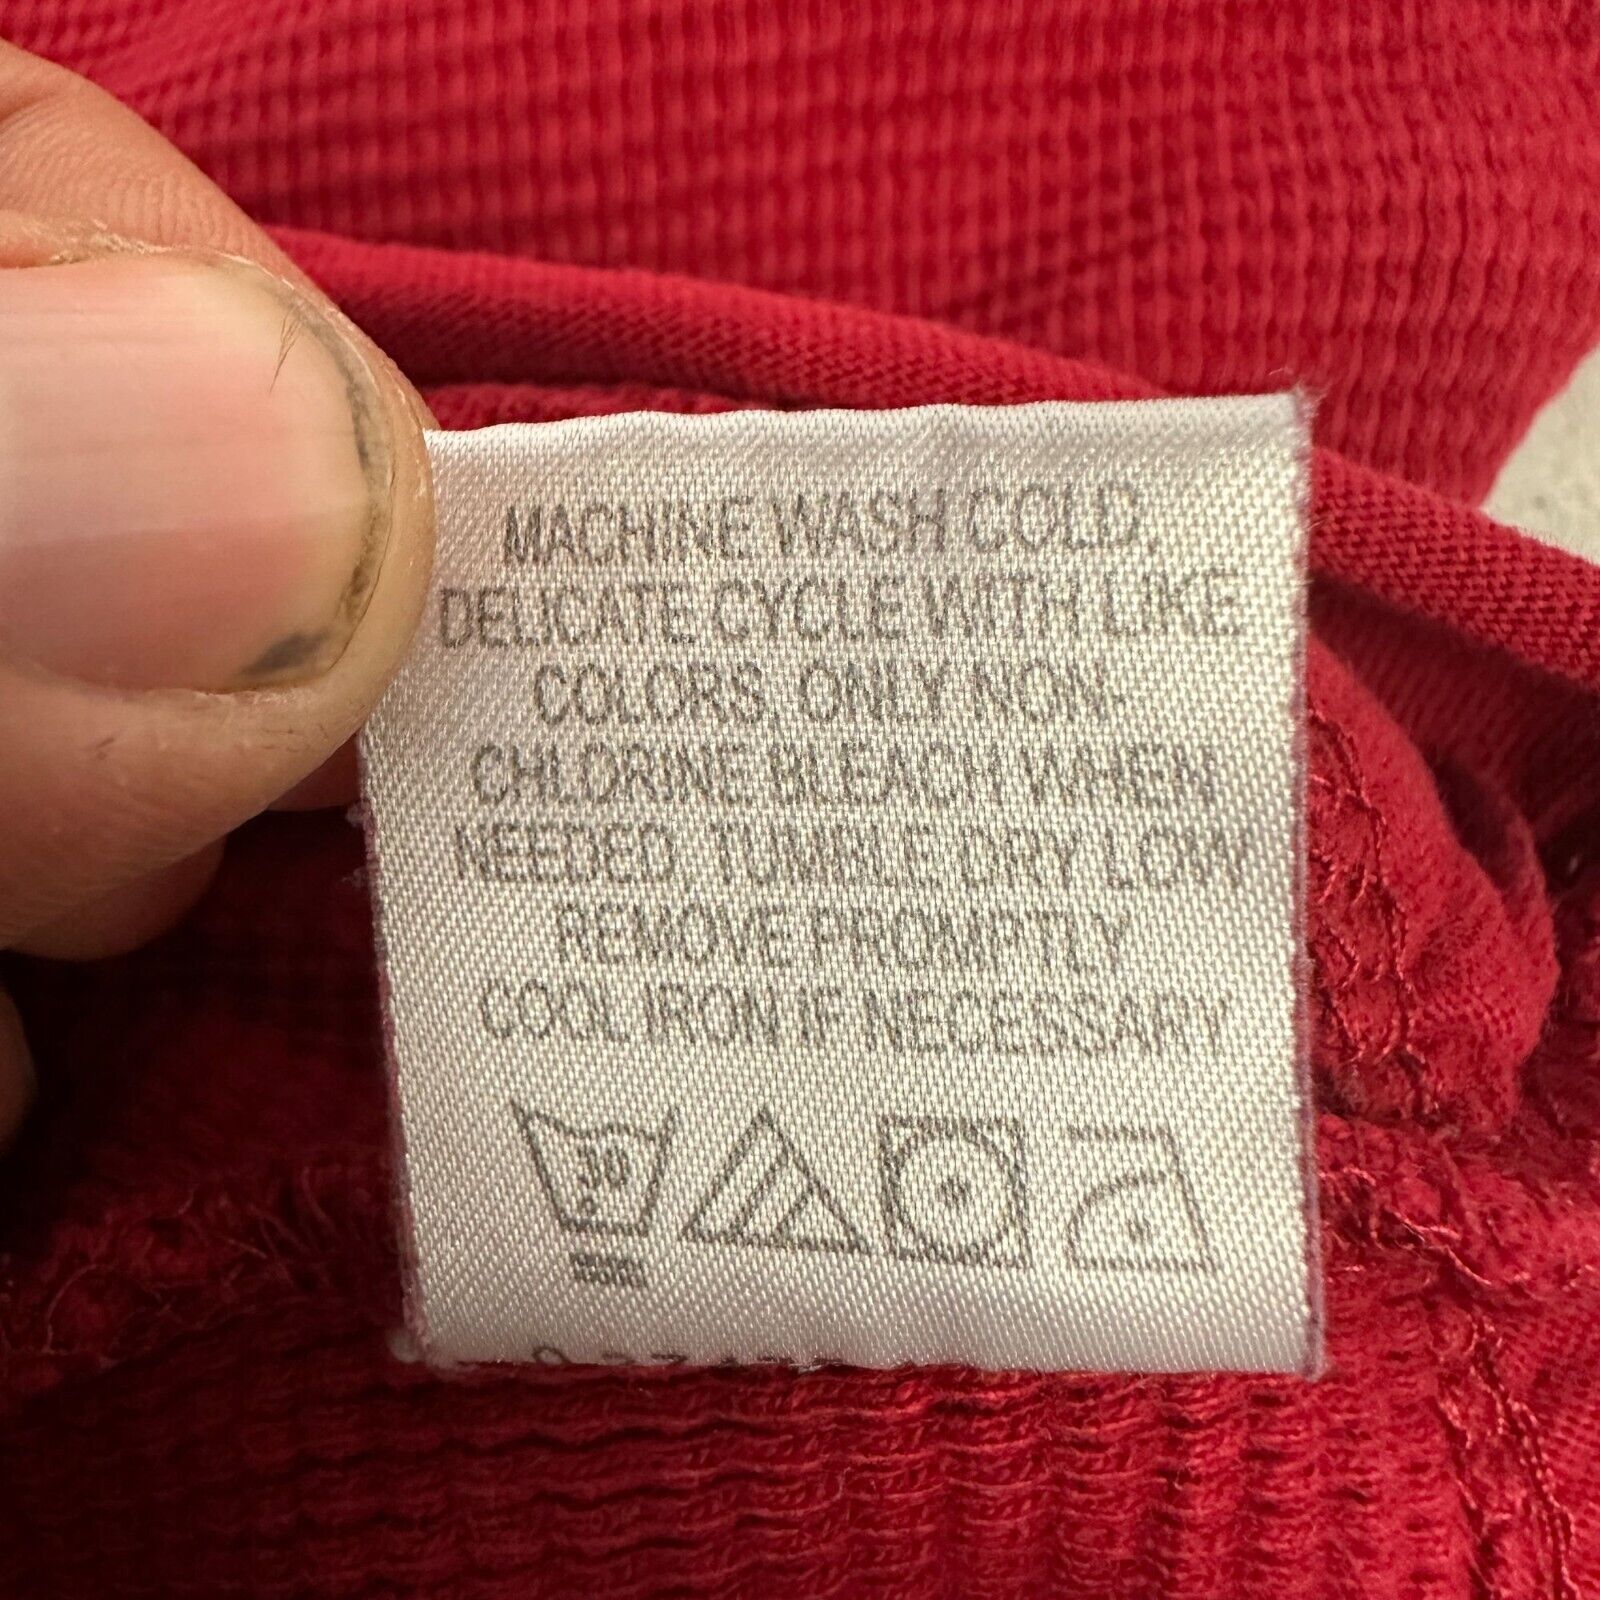 MACHINE WASH COLD,
DELICATE CYCLE WITH LIKE
COLORS, ONLY NON-
CHLORINE BLEACH WHEN
NEEDED, TUMBLE DRY LOW
REMOVE PROMPTLY
COOL IRON IF NECESSARY
30